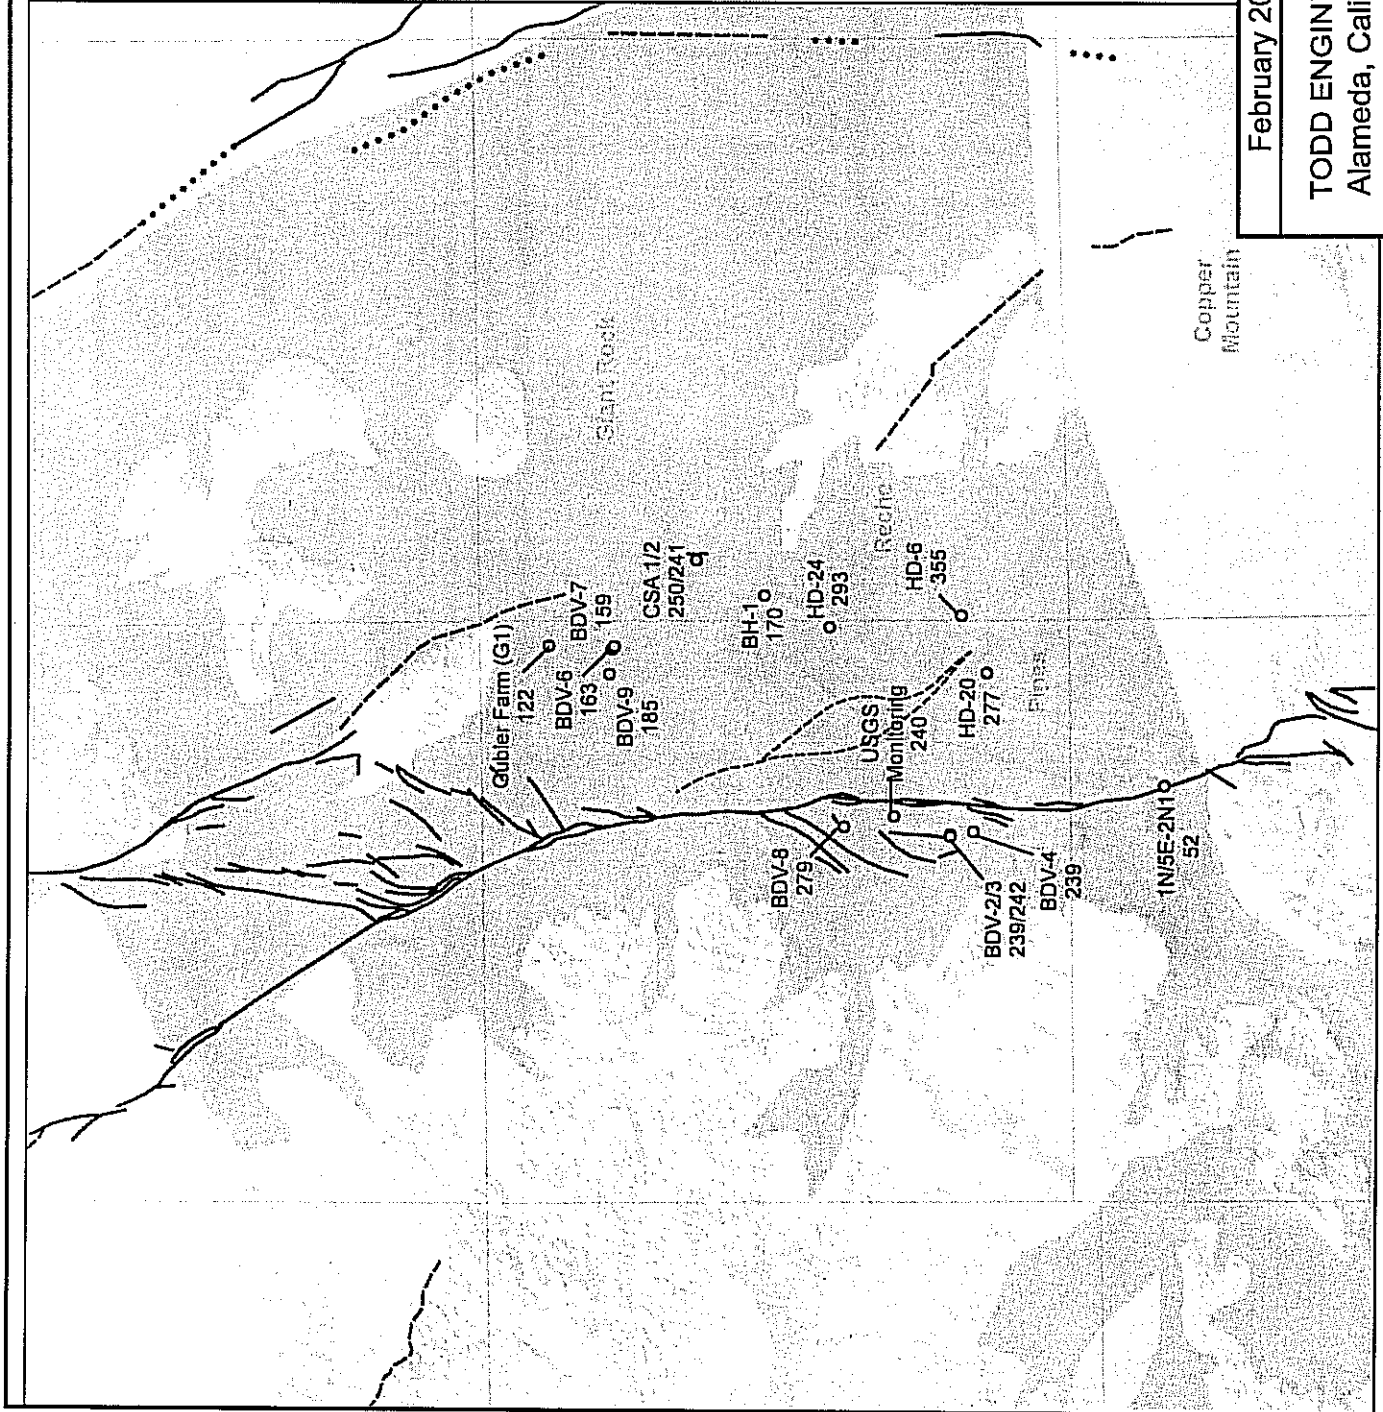 February 20
TODD ENGIN
Alameda, Cali
Copper
Mountain
Giant Rock
Reche
Pipes
Gubler Farm (G1)
122
BDV-7
159
BDV-6
163
BDV-9
185
CSA 1/2
250/241
BH-1
170
HD-24
293
HD-6
355
USGS
Monitoring
240
HD-20
277
BDV-8
279
BDV-2/3
239/242
BDV-4
239
1N/5E-2N1
52